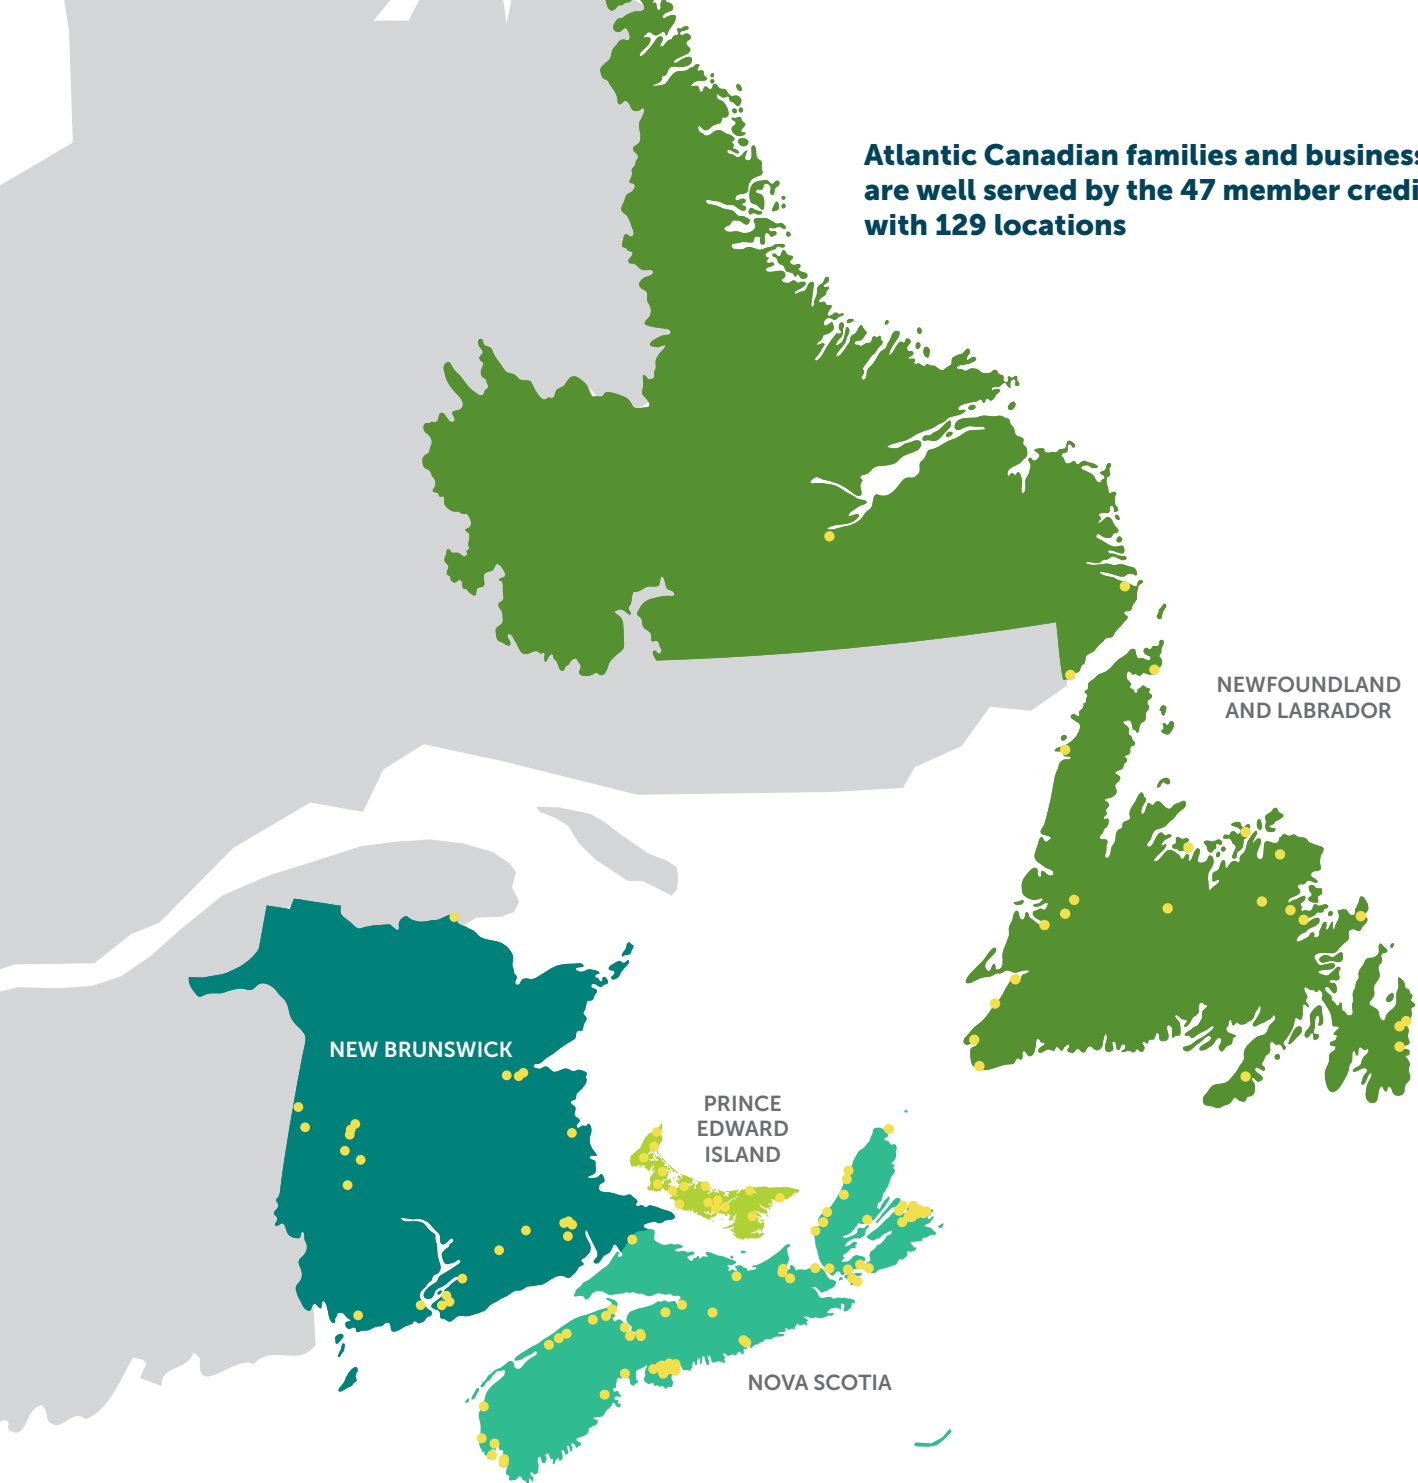 Atlantic Canadian families and business
are well served by the 47 member credi
with 129 locations
NEWFOUNDLAND
AND LABRADOR
NEW BRUNSWICK
PRINCE
EDWARD
ISLAND
NOVA SCOTIA